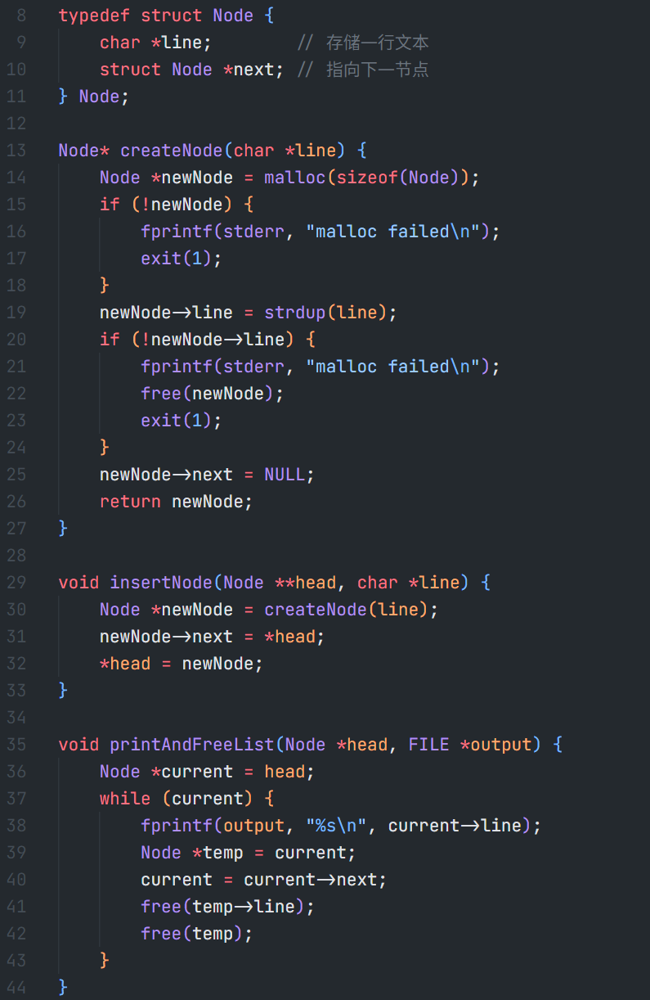 8 typedef struct Node {
9     char *line;        // 存储一行文本
10     struct Node *next; // 指向下一节点
11 } Node;
12
13 Node* createNode(char *line) {
14     Node *newNode = malloc(sizeof(Node));
15     if (!newNode) {
16         fprintf(stderr, "malloc failed\n");
17         exit(1);
18     }
19     newNode->line = strdup(line);
20     if (!newNode->line) {
21         fprintf(stderr, "malloc failed\n");
22         free(newNode);
23         exit(1);
24     }
25     newNode->next = NULL;
26     return newNode;
27 }
28
29 void insertNode(Node **head, char *line) {
30     Node *newNode = createNode(line);
31     newNode->next = *head;
32     *head = newNode;
33 }
34
35 void printAndFreeList(Node *head, FILE *output) {
36     Node *current = head;
37     while (current) {
38         fprintf(output, "%s\n", current->line);
39         Node *temp = current;
40         current = current->next;
41         free(temp->line);
42         free(temp);
43     }
44 }